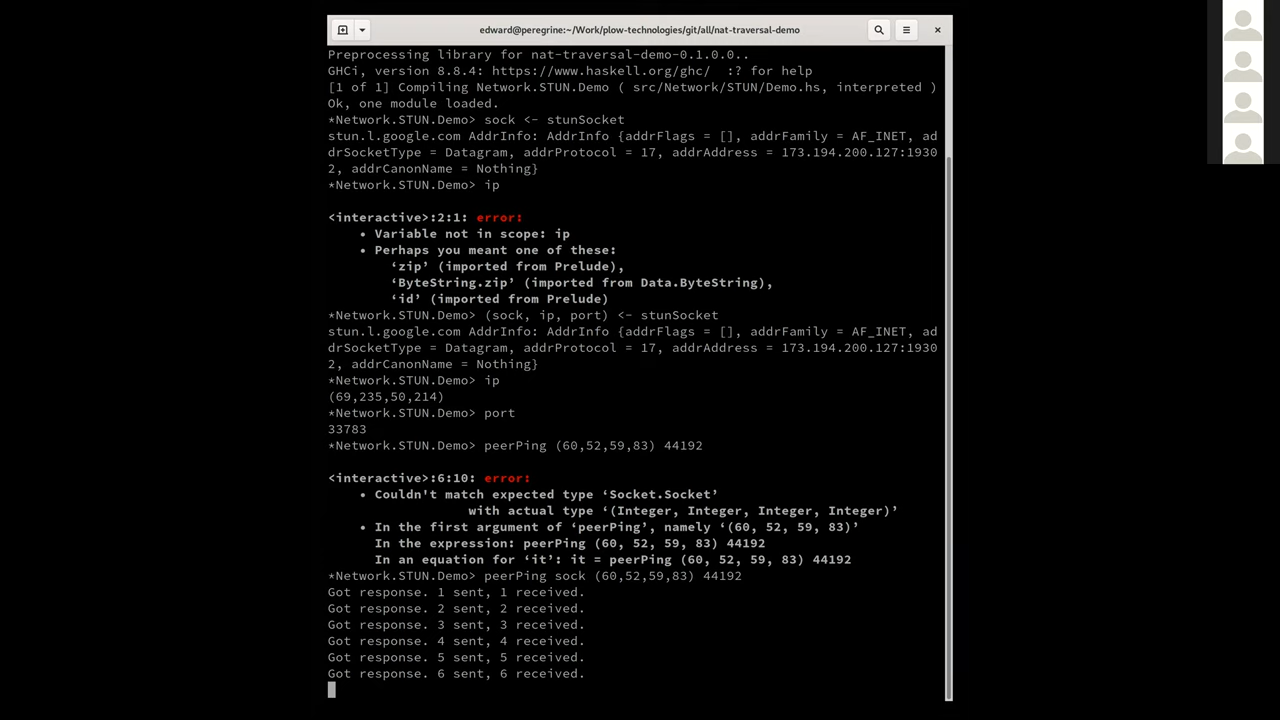 edward@peregrine:~/Work/plow-technologies/git/all/nat-traversal-demo
Preprocessing library for nat-traversal-demo-0.1.0.0..
GHCi, version 8.8.4: https://www.haskell.org/ghc/  :? for help
[1 of 1] Compiling Network.STUN.Demo ( src/Network/STUN/Demo.hs, interpreted )
Ok, one module loaded.
*Network.STUN.Demo> sock <- stunSocket
stun.l.google.com AddrInfo: AddrInfo {addrFlags = [], addrFamily = AF_INET, ad
drSocketType = Datagram, addrProtocol = 17, addrAddress = 173.194.200.127:1930
2, addrCanonName = Nothing}
*Network.STUN.Demo> ip
<interactive>:2:1: error:
• Variable not in scope: ip
• Perhaps you meant one of these:
‘zip’ (imported from Prelude),
‘ByteString.zip’ (imported from Data.ByteString),
‘id’ (imported from Prelude)
*Network.STUN.Demo> (sock, ip, port) <- stunSocket
stun.l.google.com AddrInfo: AddrInfo {addrFlags = [], addrFamily = AF_INET, ad
drSocketType = Datagram, addrProtocol = 17, addrAddress = 173.194.200.127:1930
2, addrCanonName = Nothing}
*Network.STUN.Demo> ip
(69,235,50,214)
*Network.STUN.Demo> port
33783
*Network.STUN.Demo> peerPing (60,52,59,83) 44192
<interactive>:6:10: error:
• Couldn't match expected type ‘Socket.Socket’
with actual type ‘(Integer, Integer, Integer, Integer)’
• In the first argument of ‘peerPing’, namely ‘(60, 52, 59, 83)’
In the expression: peerPing (60, 52, 59, 83) 44192
In an equation for ‘it’: it = peerPing (60, 52, 59, 83) 44192
*Network.STUN.Demo> peerPing sock (60,52,59,83) 44192
Got response. 1 sent, 1 received.
Got response. 2 sent, 2 received.
Got response. 3 sent, 3 received.
Got response. 4 sent, 4 received.
Got response. 5 sent, 5 received.
Got response. 6 sent, 6 received.